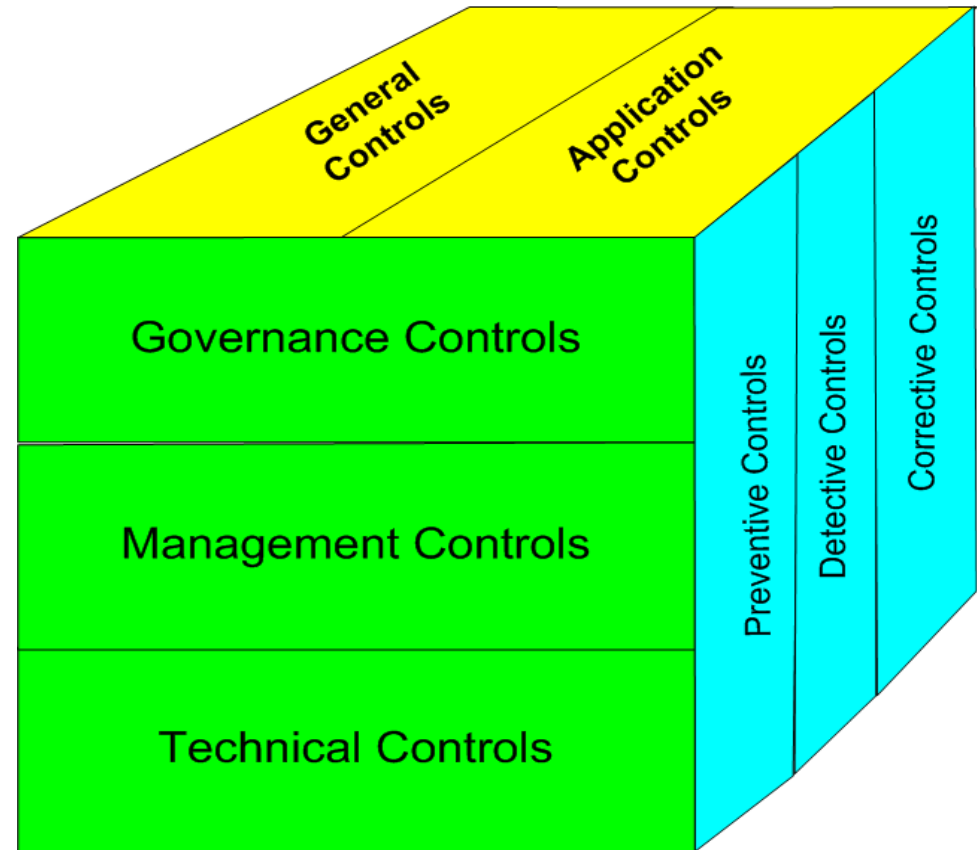 General
Controls
Application
Controls
Governance Controls
Management Controls
Technical Controls
Preventive Controls
Detective Controls
Corrective Controls